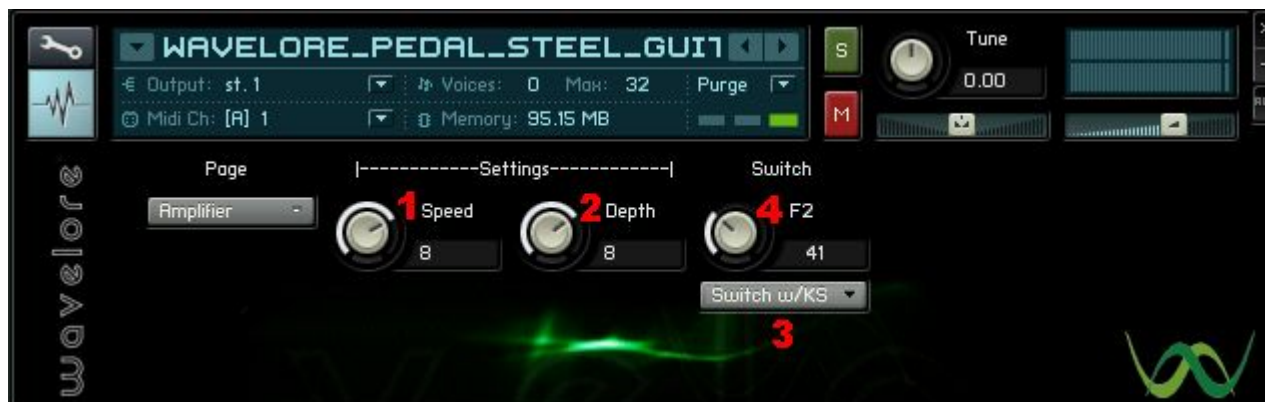 WAVELORE_PEDAL_STEEL_GUIT
S
Tune
Output: st. 1
Voices: 0 Max: 32
Purge
0.00
Midi Ch: [A] 1
Memory: 95.15 MB
M
wavelore
Page
|------------Settings------------|
Switch
Amplifier
1
Speed
2
Depth
4
F2
8
8
41
Switch w/KS
3